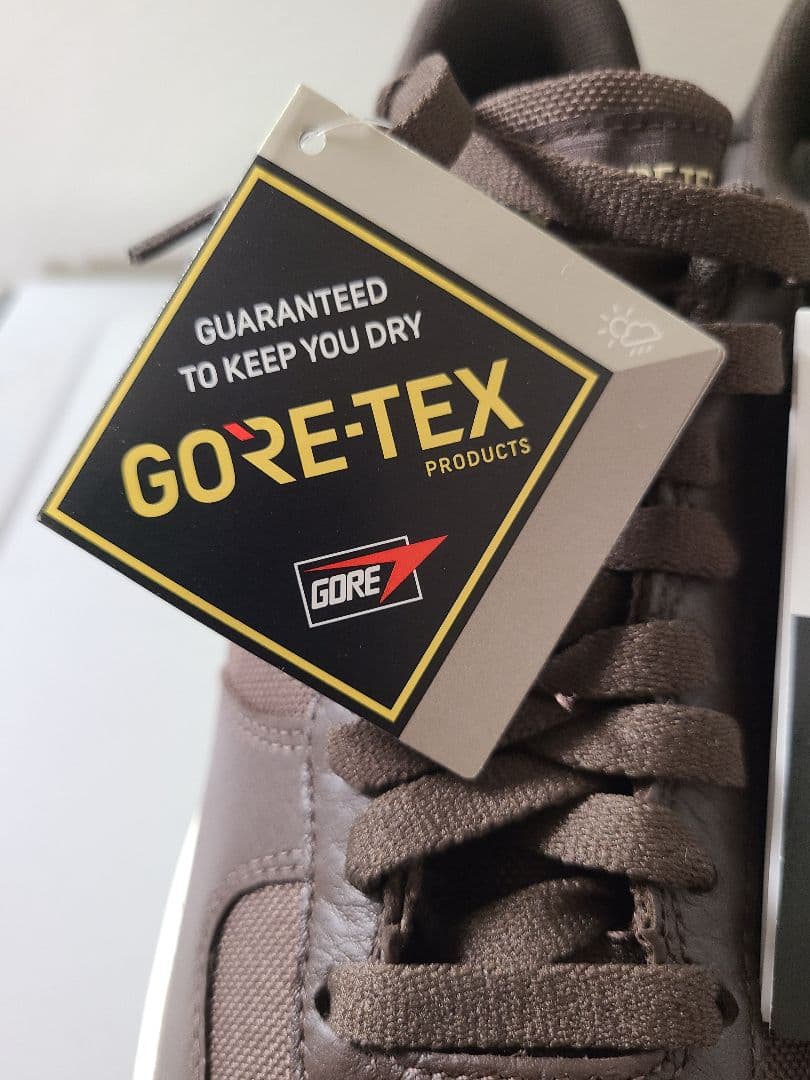 GUARANTEED
TO KEEP YOU DRY
GORE-TEX
PRODUCTS
GORE